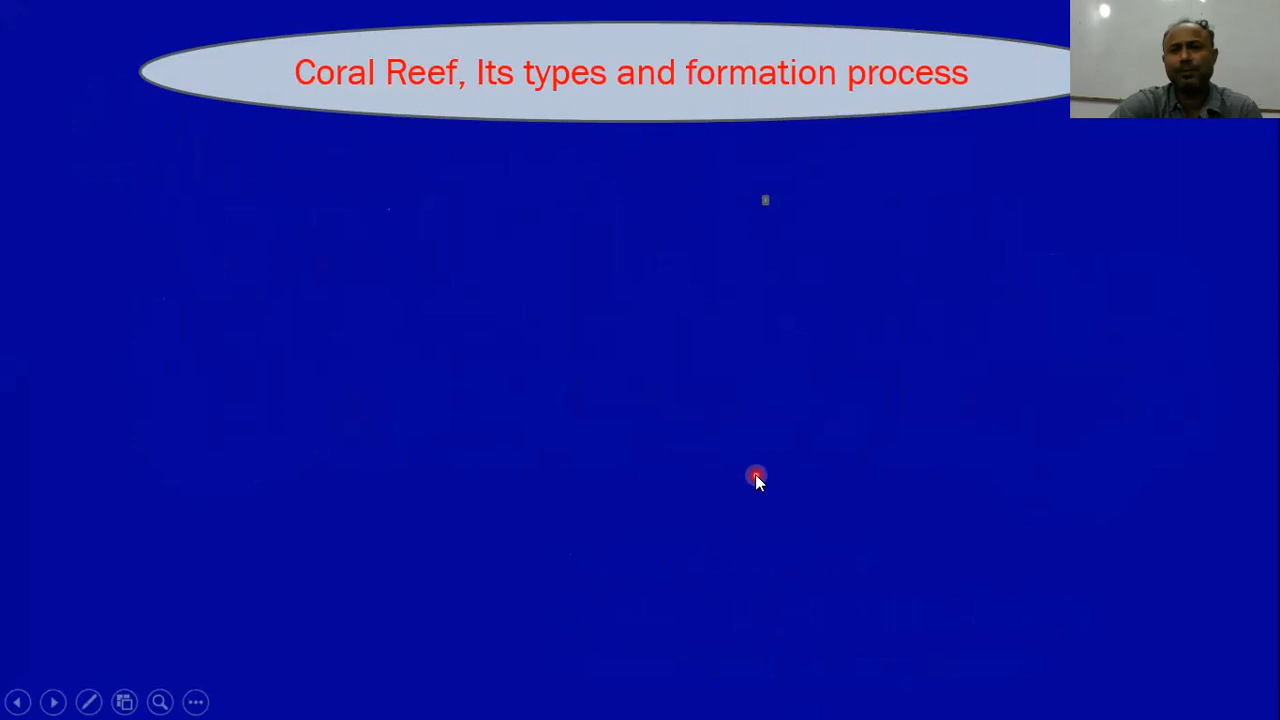 Coral Reef, Its types and formation process